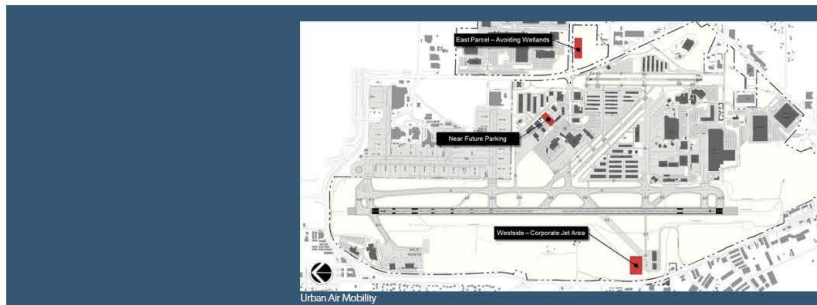 East Parcel – Avoiding Wetlands
Near Future Parking
Westside – Corporate Jet Area
Urban Air Mobility